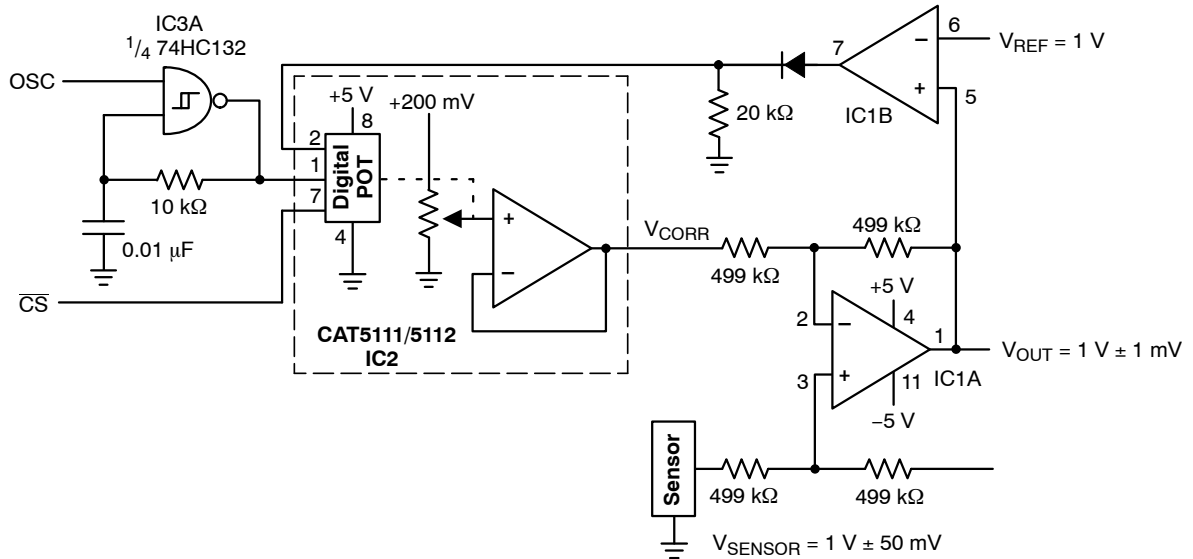 IC3A
1/4 74HC132
OSC
10 kΩ
0.01 μF
CS
+5 V
+200 mV
8
2
1
7
4
Digital
POT
+
−
CAT5111/5112
IC2
7
6
5
−
+
IC1B
VREF = 1 V
20 kΩ
VCORR
499 kΩ
499 kΩ
+5 V
4
2
−
3
+
1
11
−5 V
IC1A
VOUT = 1 V ± 1 mV
Sensor
499 kΩ
499 kΩ
VSENSOR = 1 V ± 50 mV